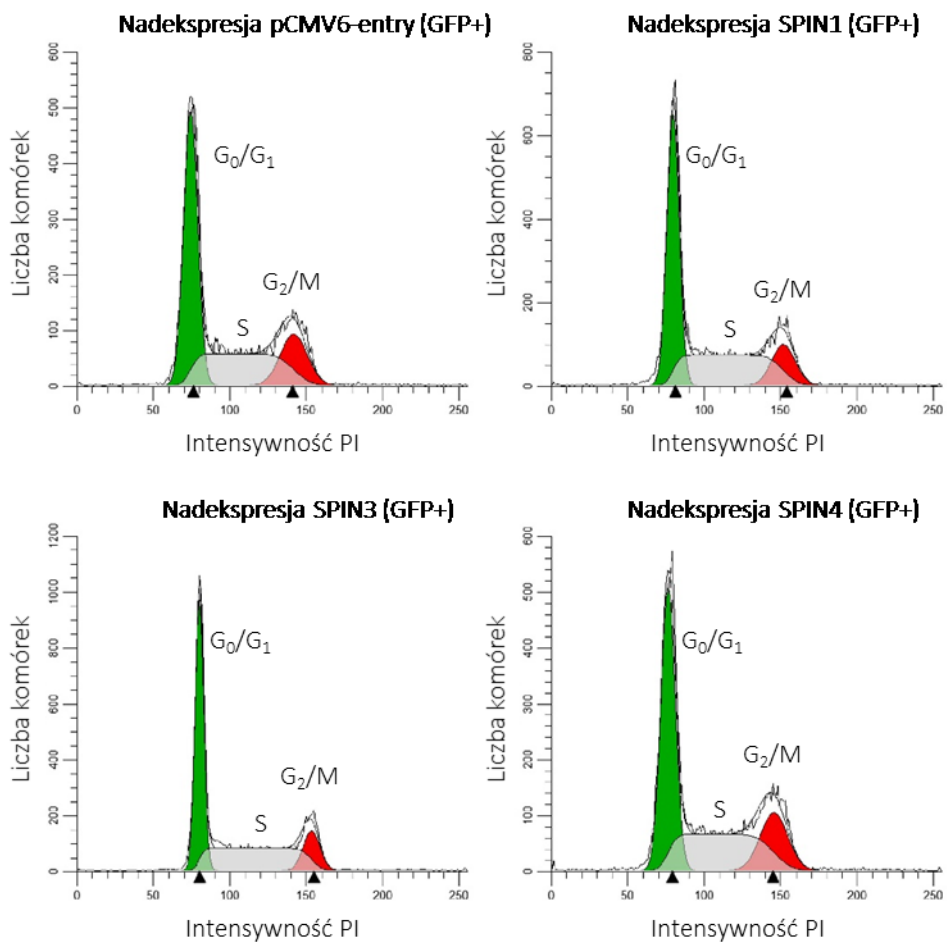 Nadekspresja pCMV6-entry (GFP+)
600
500
400
300
200
100
0
Liczba komórek
G₀/G₁
S
G₂/M
0 50 100 150 200 250
Intensywność PI
Nadekspresja SPIN1 (GFP+)
800
600
400
200
0
Liczba komórek
G₀/G₁
S
G₂/M
0 50 100 150 200 250
Intensywność PI
Nadekspresja SPIN3 (GFP+)
1200
1000
800
600
400
200
0
Liczba komórek
G₀/G₁
S
G₂/M
0 50 100 150 200 250
Intensywność PI
Nadekspresja SPIN4 (GFP+)
600
500
400
300
200
100
0
Liczba komórek
G₀/G₁
S
G₂/M
0 50 100 150 200 250
Intensywność PI